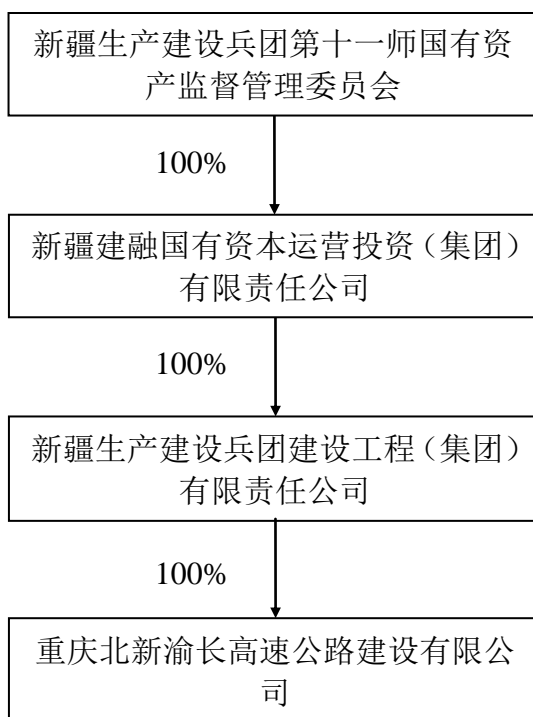 新疆生产建设兵团第十一师国有资
产监督管理委员会
100%
新疆建融国有资本运营投资（集团）
有限责任公司
100%
新疆生产建设兵团建设工程（集团）
有限责任公司
100%
重庆北新渝长高速公路建设有限公
司